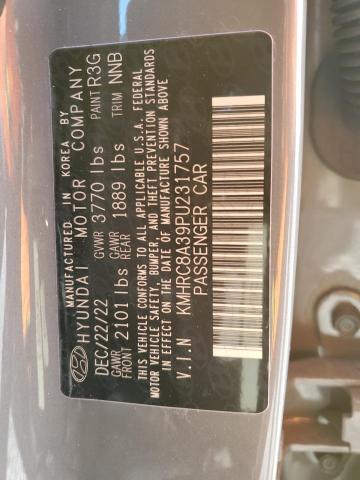 MANUFACTURED IN KOREA BY
HYUNDAI MOTOR COMPANY
DEC/22/22 GVWR 3770 lbs PAINT R3G
GAWR FRONT 2101 lbs GAWR REAR 1889 lbs TRIM NNB
THIS VEHICLE CONFORMS TO ALL APPLICABLE U.S.A. FEDERAL
MOTOR VEHICLE SAFETY, BUMPER, AND THEFT PREVENTION STANDARDS
IN EFFECT ON THE DATE OF MANUFACTURE SHOWN ABOVE
V.I.N KMHRC8A39PU231757
PASSENGER CAR